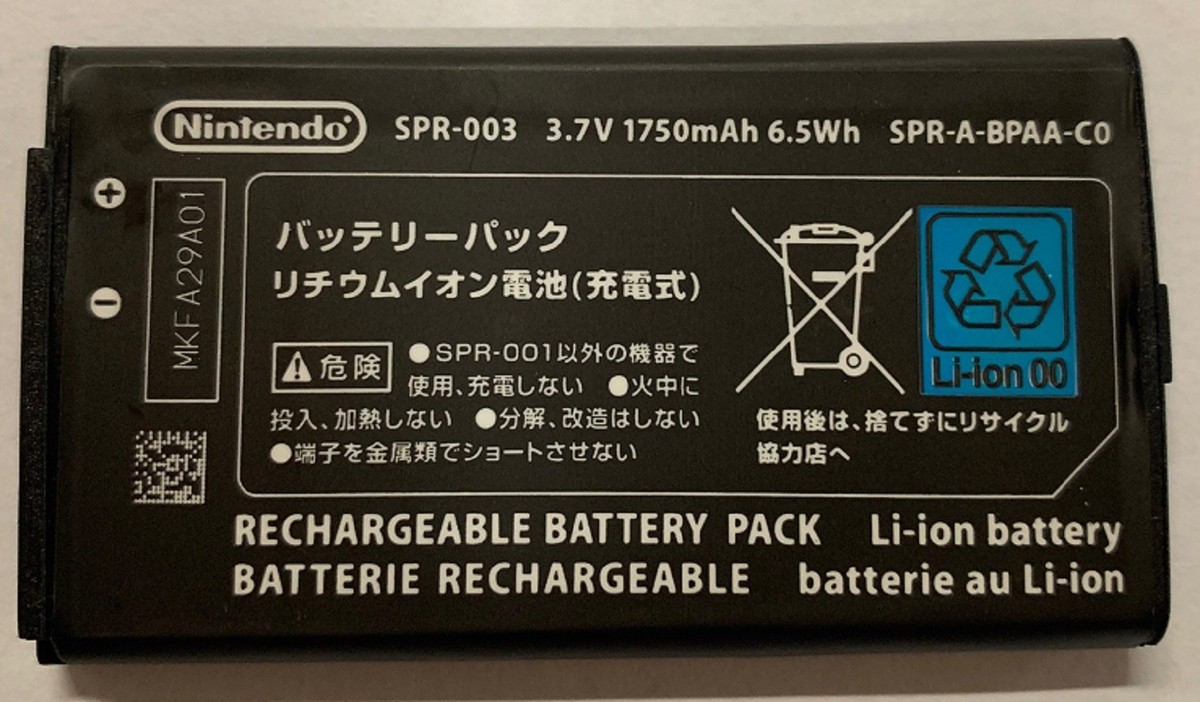 Nintendo SPR-003 3.7V 1750mAh 6.5Wh SPR-A-BPAA-C0
MKFA29A01
バッテリーパック
リチウムイオン電池(充電式)
危険 ●SPR-001以外の機器で
使用、充電しない ●火中に
投入、加熱しない ●分解、改造はしない
●端子を金属類でショートさせない
Li-ion 00
使用後は、捨てずにリサイクル
協力店へ
RECHARGEABLE BATTERY PACK Li-ion battery
BATTERIE RECHARGEABLE batterie au Li-ion